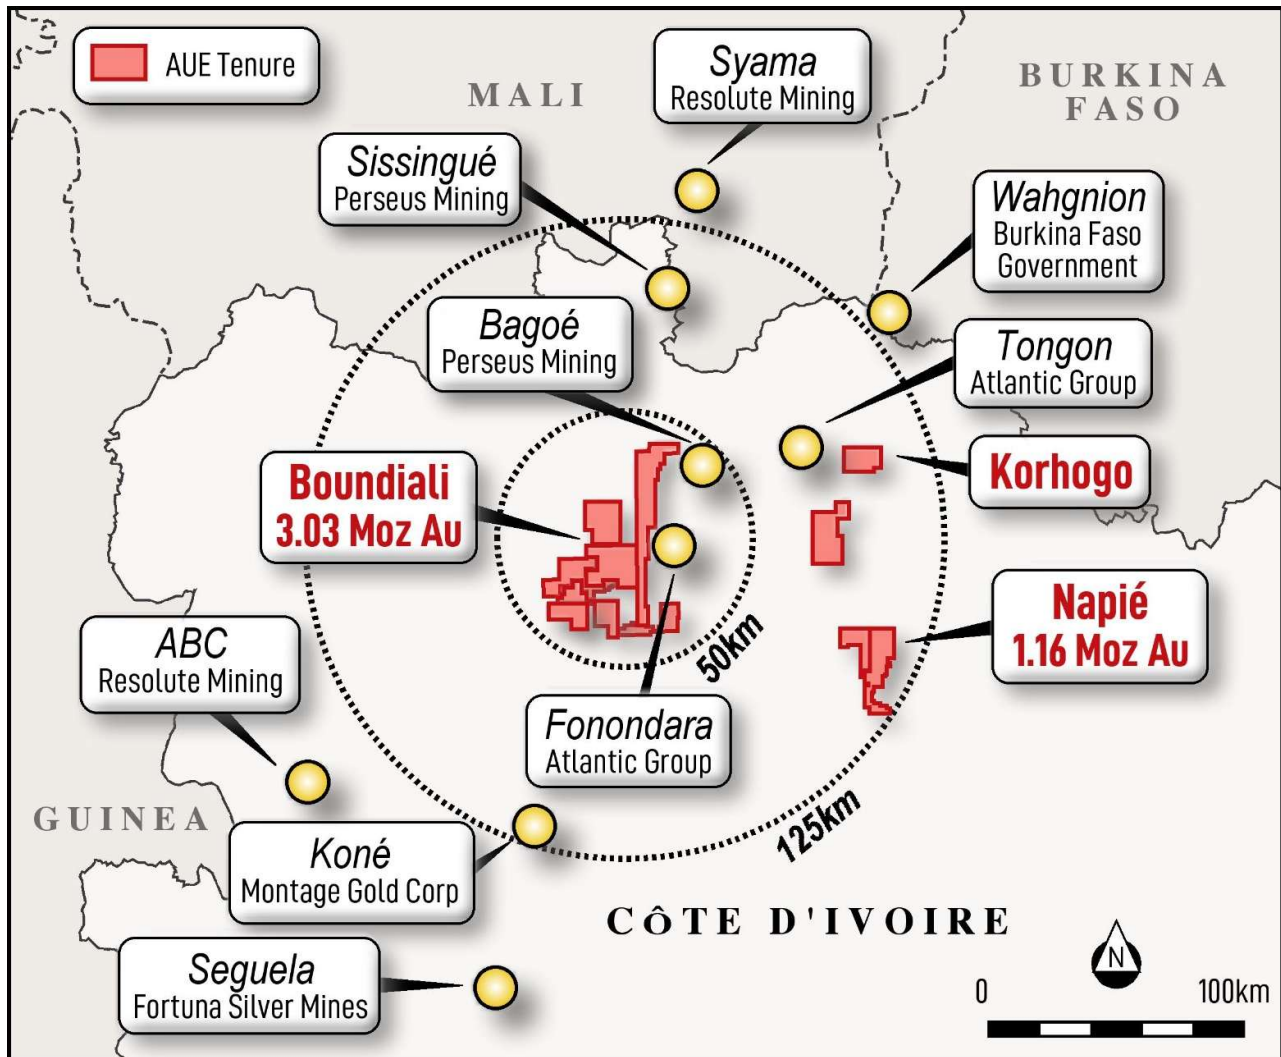 AUE Tenure
MALI
Syama
Resolute Mining
BURKINA
FASO
Sissingué
Perseus Mining
Wahgnion
Burkina Faso
Government
Bagoé
Perseus Mining
Tongon
Atlantic Group
Boundiali
3.03 Moz Au
Korhogo
Napié
1.16 Moz Au
50km
ABC
Resolute Mining
Fonondara
Atlantic Group
125km
GUINEA
Koné
Montage Gold Corp
CÔTE D'IVOIRE
Seguela
Fortuna Silver Mines
N
0 100km